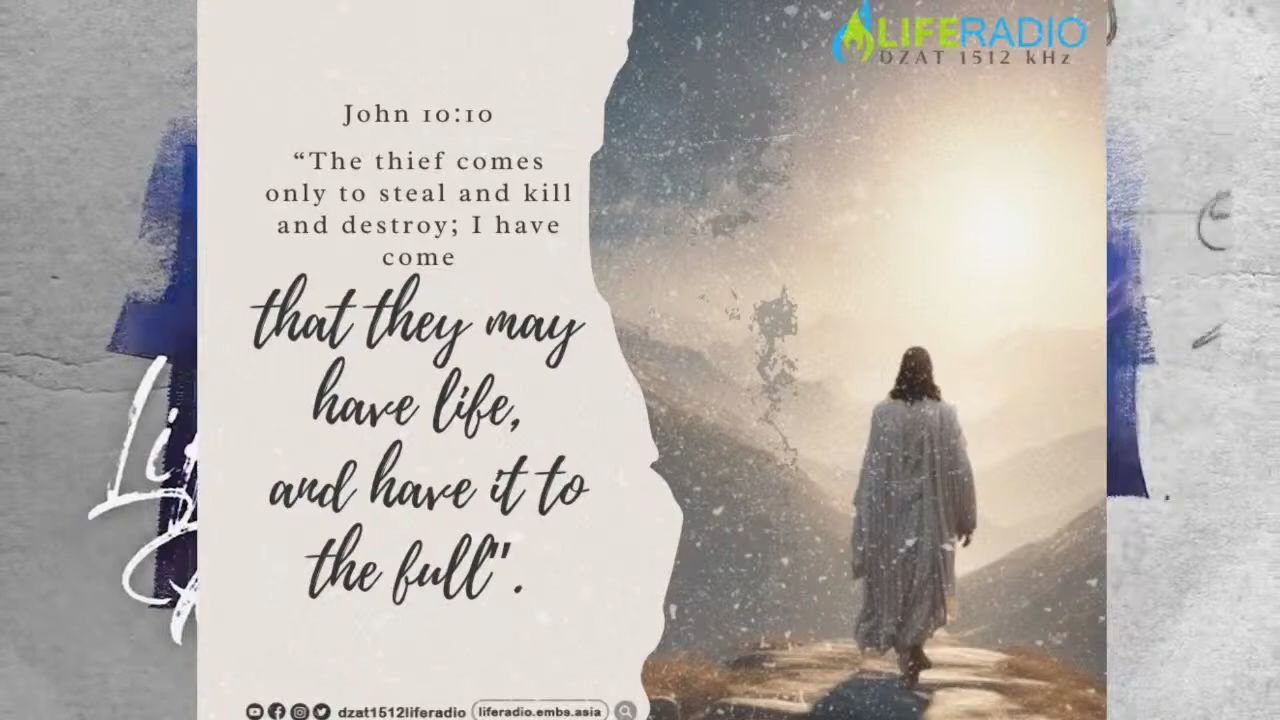 LIFERADIO
DZAT 1512 kHz
John 10:10
“The thief comes
only to steal and kill
and destroy; I have
come
that they may
have life,
and have it to
the full".
dzat1512liferadio liferadio.embs.asia